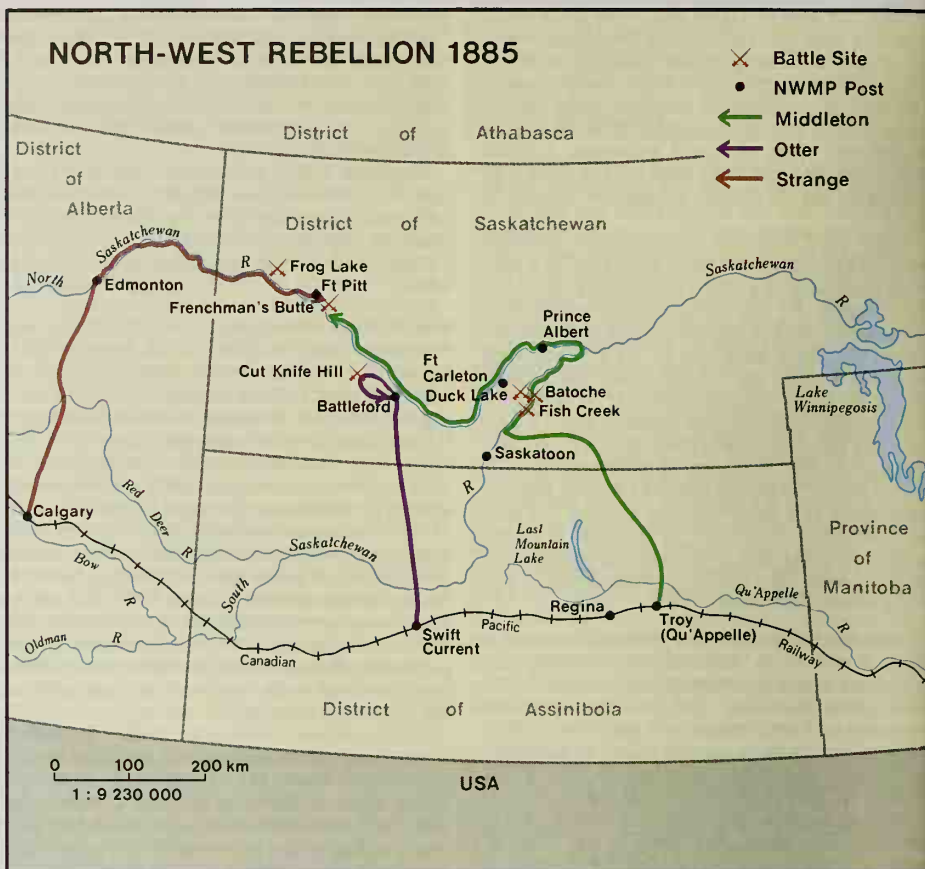 NORTH-WEST REBELLION 1885
Battle Site
NWMP Post
Middleton
Otter
Strange
District of Athabasca
District
of
Alberta
District of Saskatchewan
Saskatchewan
R
North
Edmonton
Frog Lake
Ft Pitt
Frenchman's Butte
Saskatchewan
R
Prince
Albert
Ft
Carleton
Duck Lake
Batoche
Fish Creek
Cut Knife Hill
Battleford
Lake
Winnipegosis
Saskatoon
R
Red
Deer
R
Calgary
Bow
R
Saskatchewan
South
Last
Mountain
Lake
Province
of
Manitoba
Qu'Appelle
R
Regina
Troy
(Qu'Appelle)
Oldman R
Swift
Current
Canadian
Pacific
Railway
District of Assiniboia
0 100 200 km
1 : 9 230 000
USA